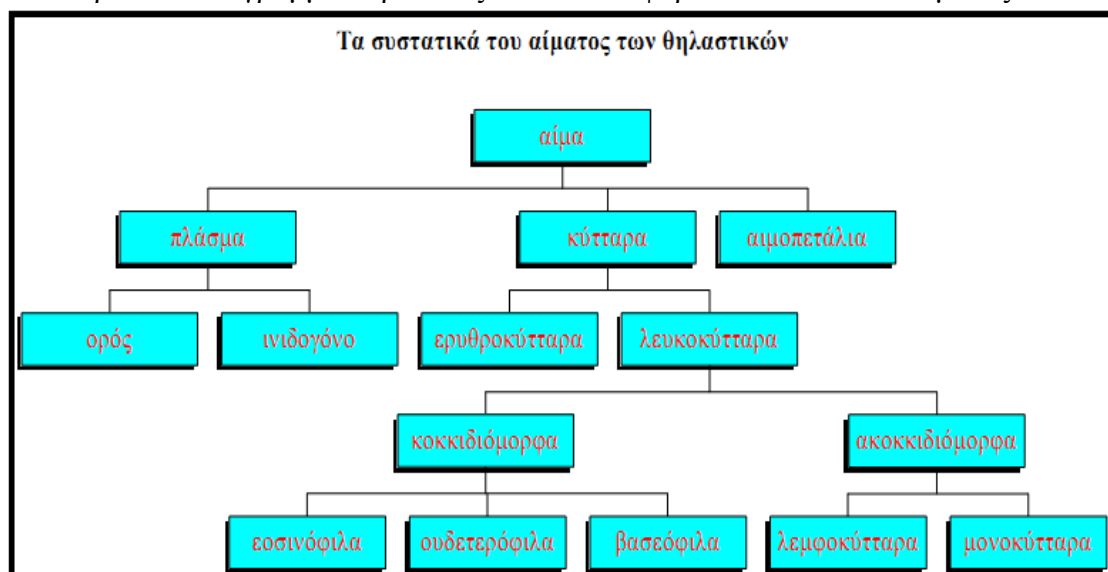 Τα συστατικά του αίματος των θηλαστικών
αίμα
πλάσμα κύτταρα αιμοπετάλια
ορός ινιδογόνο ερυθροκύτταρα λευκοκύτταρα
κοκκιδιόμορφα ακοκκιδιόμορφα
εοσινόφιλα ουδετερόφιλα βασεόφιλα λεμφοκύτταρα μονοκύτταρα